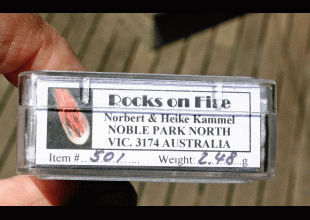 Rocks on Fire
Norbert & Heike Kammel
NOBLE PARK NORTH
VIC. 3174 AUSTRALIA
Item #...501...... Weight:.2.48..g